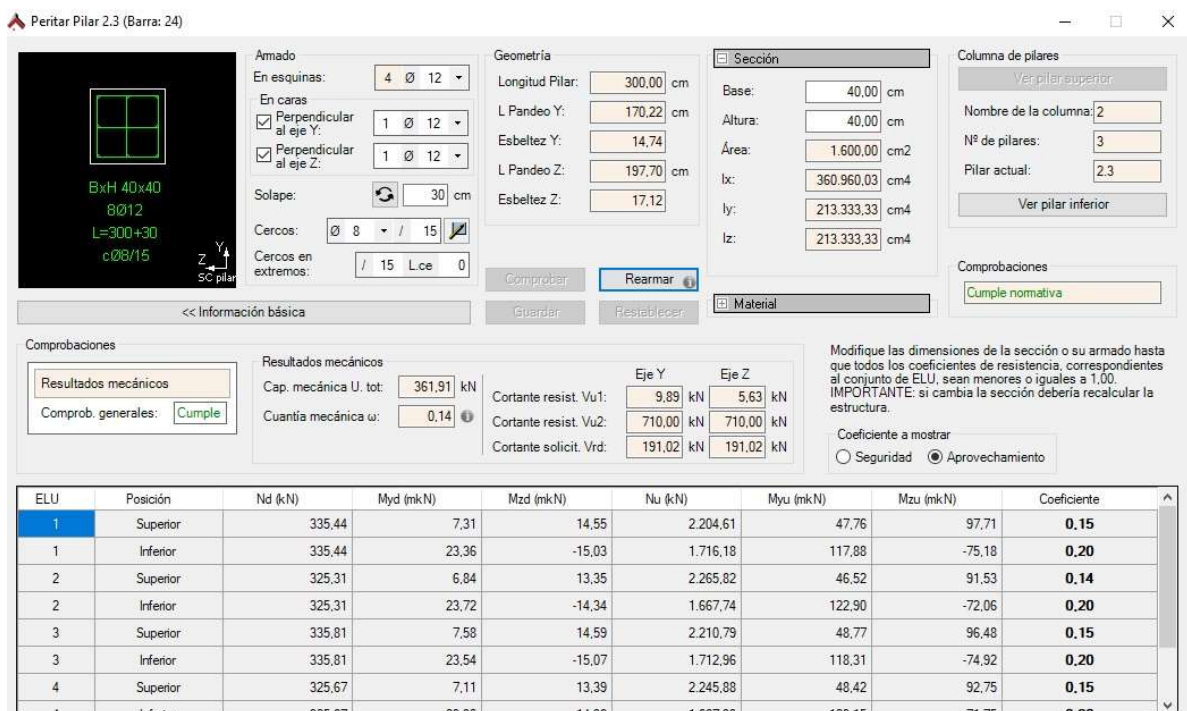 Peritar Pilar 2.3 (Barra: 24)
BxH 40x40
8Ø12
L=300+30
cØ8/15
Y
Z
SC pilar
Armado
En esquinas: 4 Ø 12
En caras
Perpendicular al eje Y: 1 Ø 12
Perpendicular al eje Z: 1 Ø 12
Solape: 30 cm
Cercos: Ø 8 / 15
Cercos en extremos: / 15 L.ce 0
Geometría
Longitud Pilar: 300,00 cm
L Pandeo Y: 170,22 cm
Esbeltez Y: 14,74
L Pandeo Z: 197,70 cm
Esbeltez Z: 17,12
Comprobar Rearmar
Guardar Restablecer
Sección
Base: 40,00 cm
Altura: 40,00 cm
Área: 1.600,00 cm2
Ix: 360.960,03 cm4
Iy: 213.333,33 cm4
Iz: 213.333,33 cm4
Material
Columna de pilares
Ver pilar superior
Nombre de la columna: 2
Nº de pilares: 3
Pilar actual: 2.3
Ver pilar inferior
Comprobaciones
Cumple normativa
<< Información básica
Comprobaciones
Resultados mecánicos
Comprob. generales: Cumple
Resultados mecánicos
Cap. mecánica U. tot: 361,91 kN
Cuantía mecánica ω: 0,14
Eje Y Eje Z
Cortante resist. Vu1: 9,89 kN 5,63 kN
Cortante resist. Vu2: 710,00 kN 710,00 kN
Cortante solicit. Vrd: 191,02 kN 191,02 kN
Modifique las dimensiones de la sección o su armado hasta
que todos los coeficientes de resistencia, correspondientes
al conjunto de ELU, sean menores o iguales a 1,00.
IMPORTANTE: si cambia la sección debería recalcular la
estructura.
Coeficiente a mostrar
Seguridad Aprovechamiento
ELU Posición Nd (kN) Myd (mkN) Mzd (mkN) Nu (kN) Myu (mkN) Mzu (mkN) Coeficiente
1 Superior 335,44 7,31 14,55 2.204,61 47,76 97,71 0,15
1 Inferior 335,44 23,36 -15,03 1.716,18 117,88 -75,18 0,20
2 Superior 325,31 6,84 13,35 2.265,82 46,52 91,53 0,14
2 Inferior 325,31 23,72 -14,34 1.667,74 122,90 -72,06 0,20
3 Superior 335,81 7,58 14,59 2.210,79 48,77 96,48 0,15
3 Inferior 335,81 23,54 -15,07 1.712,96 118,31 -74,92 0,20
4 Superior 325,67 7,11 13,39 2.245,88 48,42 92,75 0,15